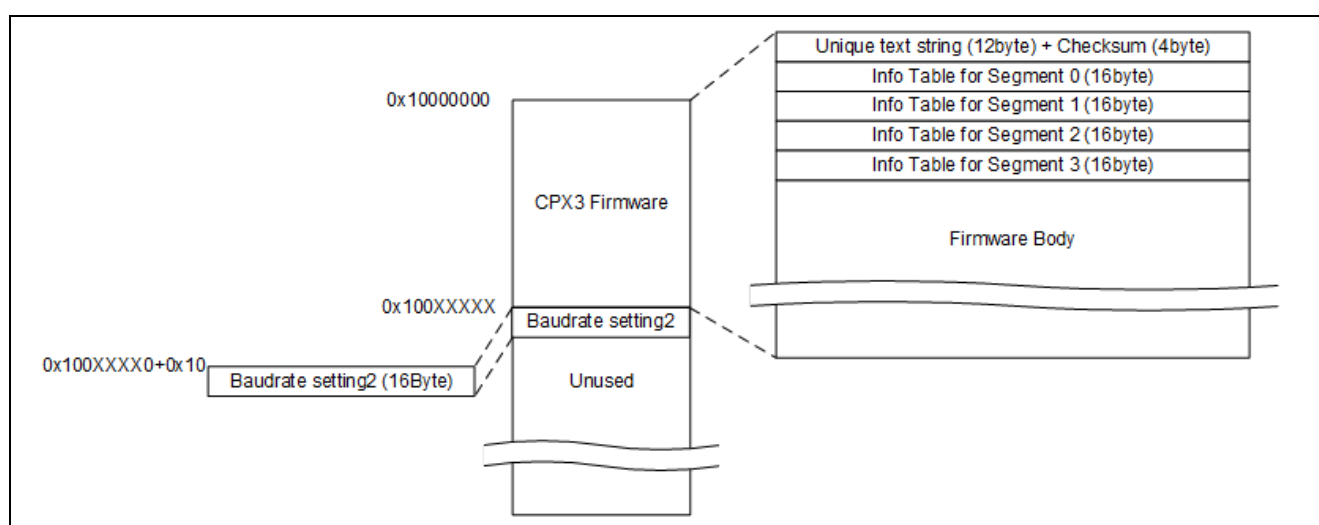 Unique text string (12byte) + Checksum (4byte)
Info Table for Segment 0 (16byte)
0x10000000
Info Table for Segment 1 (16byte)
Info Table for Segment 2 (16byte)
Info Table for Segment 3 (16byte)
CPX3 Firmware
Firmware Body
0x100XXXXX
Baudrate setting2
0x100XXXX0+0x10
Baudrate setting2 (16Byte)
Unused